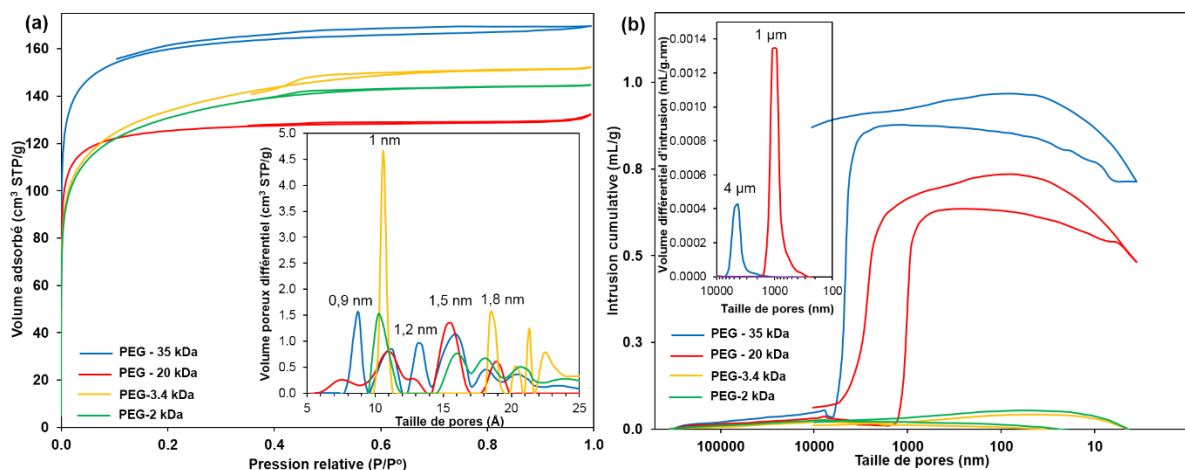 (a)
Volume adsorbé (cm³ STP/g)
160
140
120
100
80
60
40
20
0
0.0
0.2
0.4
0.6
0.8
1.0
Pression relative (P/P°)
PEG - 35 kDa
PEG - 20 kDa
PEG-3.4 kDa
PEG-2 kDa
Volume poreux différentiel (cm³ STP/g)
5.0
4.5
4.0
3.5
3.0
2.5
2.0
1.5
1.0
0.5
0.0
5
10
15
20
25
Taille de pores (Å)
1 nm
0,9 nm
1,2 nm
1,5 nm
1,8 nm
(b)
Intrusion cumulative (mL/g)
1.0
0.8
0.5
0.3
0.0
100000
10000
1000
100
10
Taille de pores (nm)
PEG - 35 kDa
PEG - 20 kDa
PEG-3.4 kDa
PEG-2 kDa
Volume différentiel d'intrusion (mL/g.nm)
0.0014
0.0012
0.0010
0.0008
0.0006
0.0004
0.0002
0.0000
10000
1000
100
Taille de pores (nm)
1 µm
4 µm